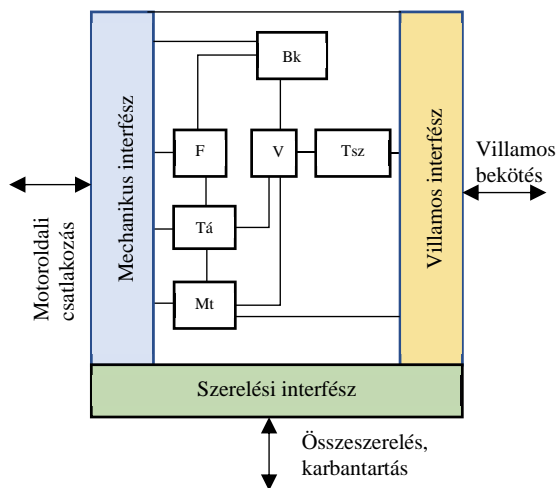 Bk
F
V
Tsz
Tá
Mt
Mechanikus interfész
Villamos interfész
Motoroldali
csatlakozás
Villamos
bekötés
Szerelési interfész
Összeszerelés,
karbantartás